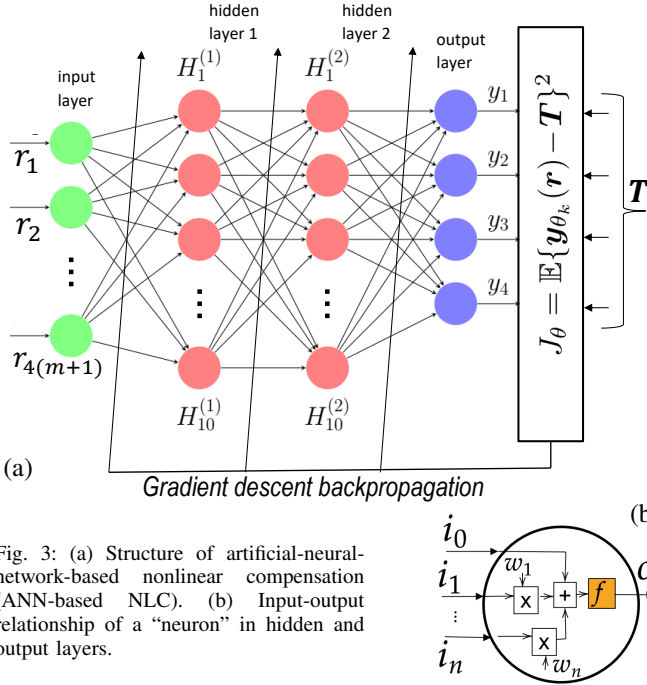 hidden
layer 1
hidden
layer 2
output
layer
input
layer
H_1^{(1)}
H_1^{(2)}
y_1
y_2
y_3
y_4
r_1
r_2
⋮
r_{4(m+1)}
⋮
⋮
H_{10}^{(1)}
H_{10}^{(2)}
J_θ = 𝔼{y_{θ_k}(r) − T}^2
T
(a)
Gradient descent backpropagation
Fig. 3: (a) Structure of artificial-neural-
network-based nonlinear compensation
(ANN-based NLC). (b) Input-output
relationship of a “neuron” in hidden and
output layers.
(b
i_0
i_1
...
i_n
w_1
x
+
f
x
w_n